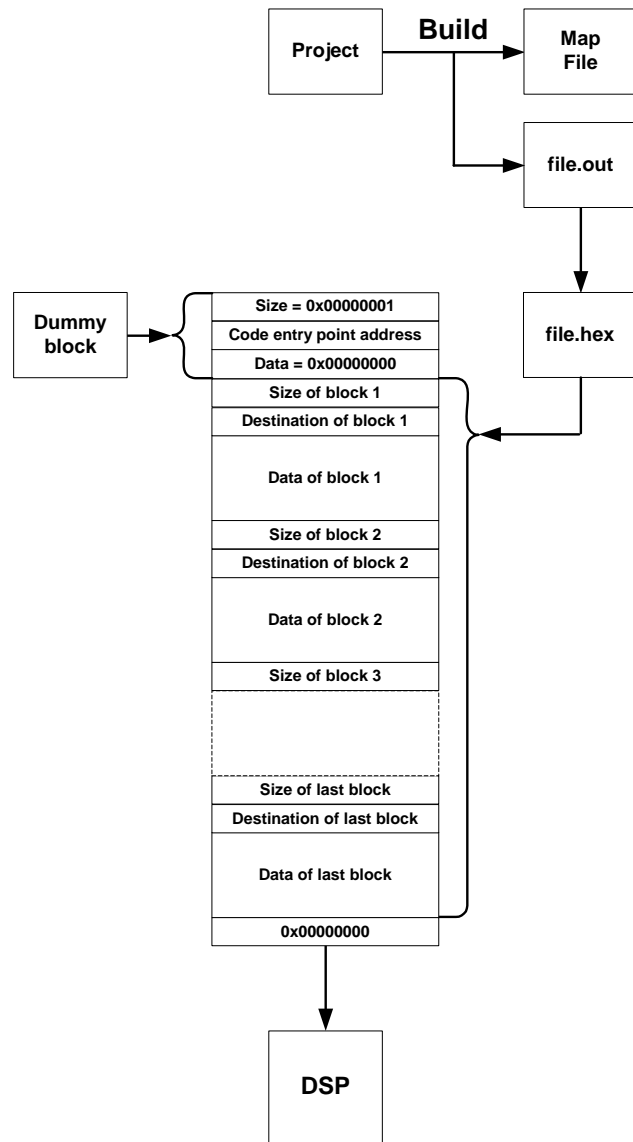 Project
Build
Map
File
file.out
Dummy
block
Size = 0x00000001
Code entry point address
Data = 0x00000000
file.hex
Size of block 1
Destination of block 1
Data of block 1
Size of block 2
Destination of block 2
Data of block 2
Size of block 3
Size of last block
Destination of last block
Data of last block
0x00000000
DSP